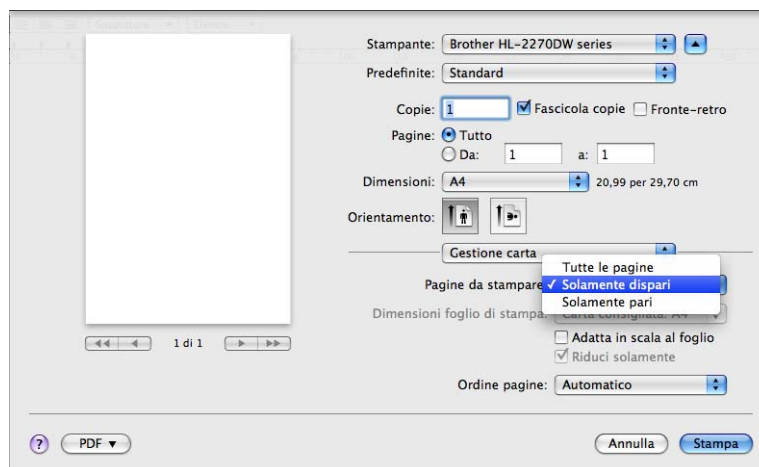 Stampante: Brother HL-2270DW series
Predefinite: Standard
Copie: 1 Fascicola copie Fronte-retro
Pagine: Tutto
Da: 1 a: 1
Dimensioni: A4 20,99 per 29,70 cm
Orientamento:
Gestione carta
Tutte le pagine
Pagine da stampare ✓ Solamente dispari
Solamente pari
Dimensioni foglio di stampa: Carta consigliata: A4
Adatta in scala al foglio
1 di 1
Riduci solamente
Ordine pagine: Automatico
? PDF ▼ Annulla Stampa